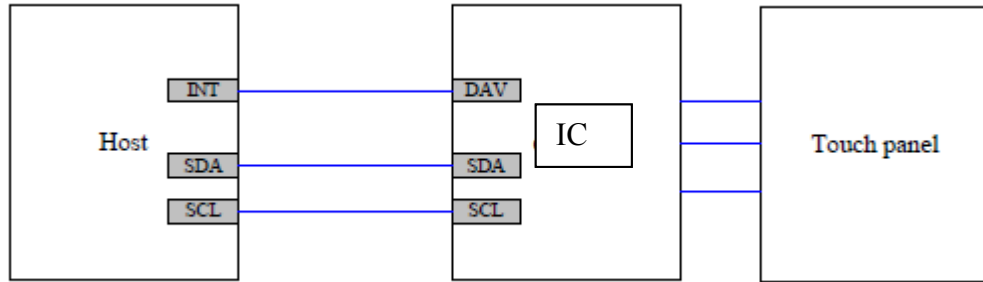 INT
DAV
Host
IC
Touch panel
SDA
SDA
SCL
SCL